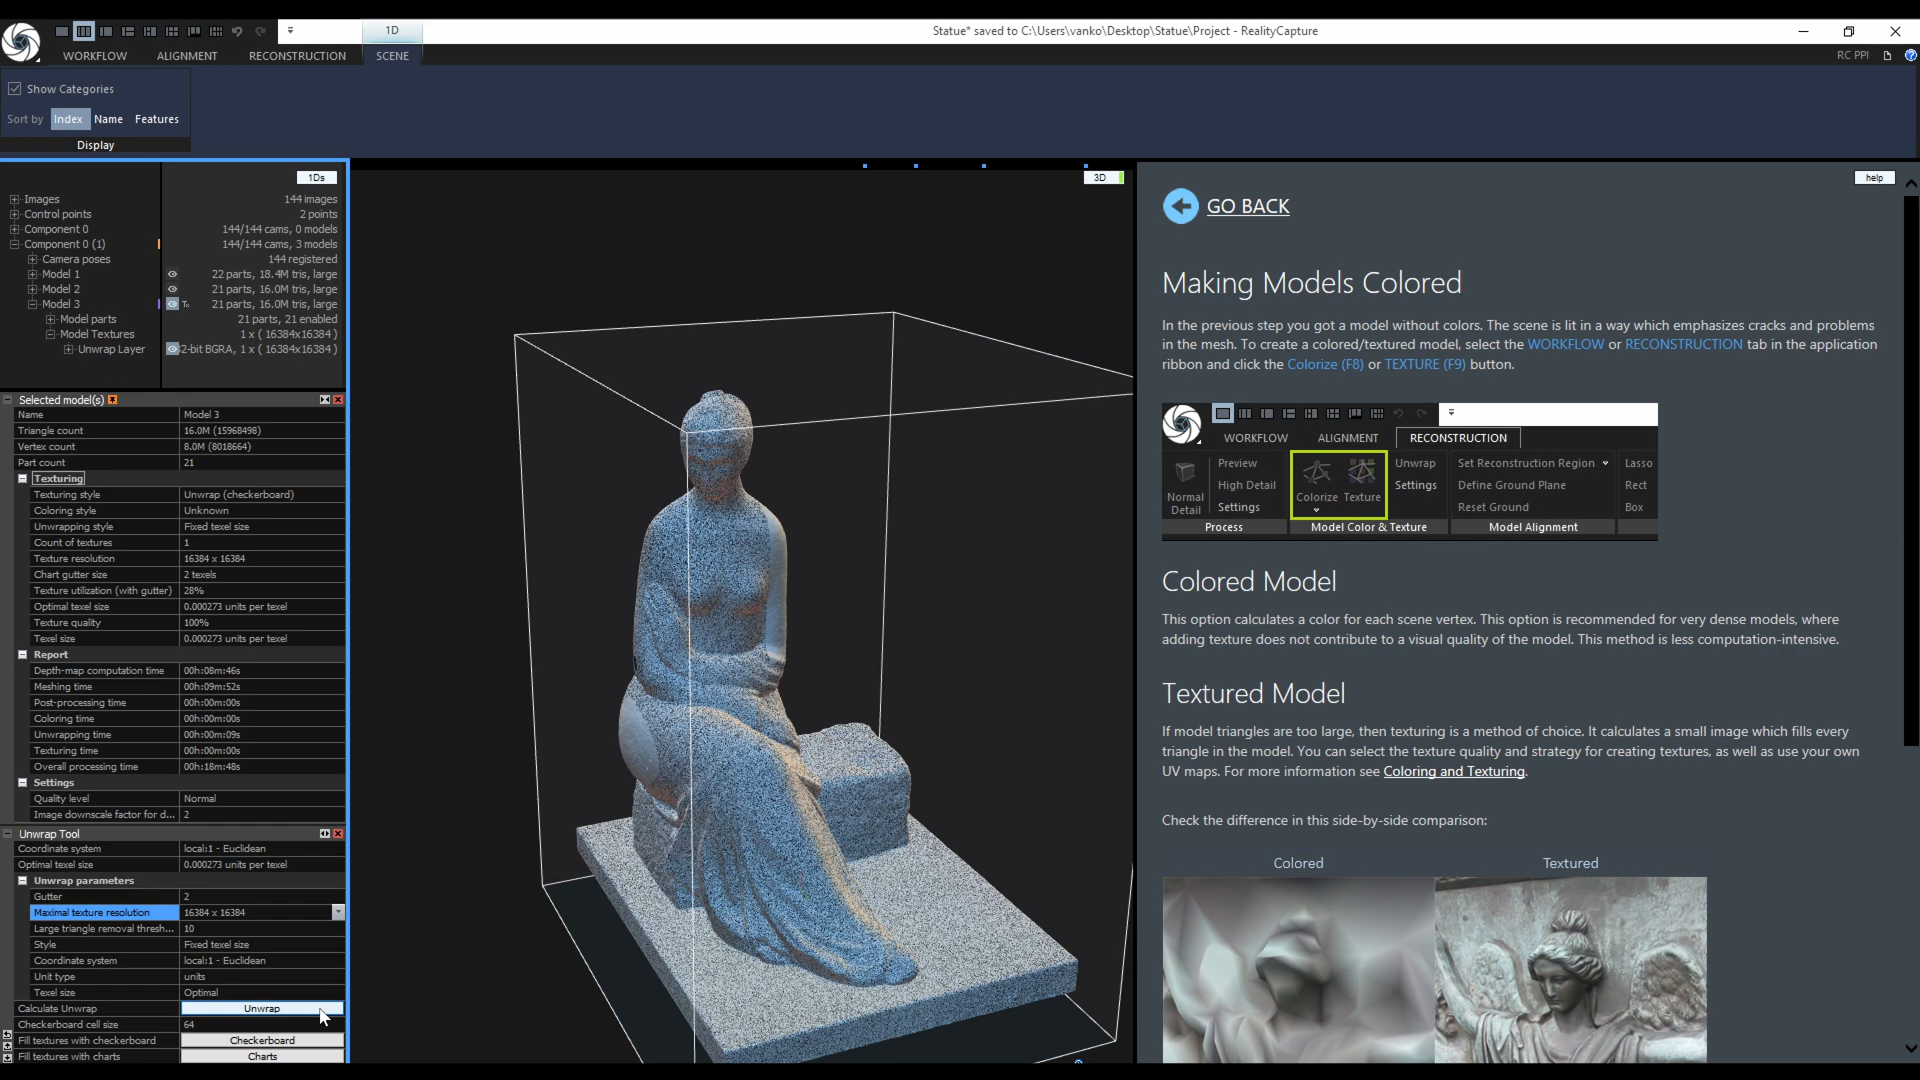 1D
Statue* saved to C:\Users\vanko\Desktop\Statue\Project - RealityCapture
WORKFLOW ALIGNMENT RECONSTRUCTION SCENE
RC PPI
Show Categories
Sort by Index Name Features
Display
1Ds
Images 144 images
Control points 2 points
Component 0 144/144 cams, 0 models
Component 0 (1) 144/144 cams, 3 models
Camera poses 144 registered
Model 1 22 parts, 18.4M tris, large
Model 2 21 parts, 16.0M tris, large
Model 3 21 parts, 16.0M tris, large
Model parts 21 parts, 21 enabled
Model Textures 1 x ( 16384x16384 )
Unwrap Layer 2-bit BGRA, 1 x ( 16384x16384 )
Selected model(s)
Name Model 3
Triangle count 16.0M (15968498)
Vertex count 8.0M (8018664)
Part count 21
Texturing
Texturing style Unwrap (checkerboard)
Coloring style Unknown
Unwrapping style Fixed texel size
Count of textures 1
Texture resolution 16384 x 16384
Chart gutter size 2 texels
Texture utilization (with gutter) 28%
Optimal texel size 0.000273 units per texel
Texture quality 100%
Texel size 0.000273 units per texel
Report
Depth-map computation time 00h:08m:46s
Meshing time 00h:09m:52s
Post-processing time 00h:00m:00s
Coloring time 00h:00m:00s
Unwrapping time 00h:00m:09s
Texturing time 00h:00m:00s
Overall processing time 00h:18m:48s
Settings
Quality level Normal
Image downscale factor for d... 2
Unwrap Tool
Coordinate system local:1 - Euclidean
Optimal texel size 0.000273 units per texel
Unwrap parameters
Gutter 2
Maximal texture resolution 16384 x 16384
Large triangle removal thresh... 10
Style Fixed texel size
Coordinate system local:1 - Euclidean
Unit type units
Texel size Optimal
Calculate Unwrap Unwrap
Checkerboard cell size 64
Fill textures with checkerboard Checkerboard
Fill textures with charts Charts
3D
help
GO BACK
Making Models Colored
In the previous step you got a model without colors. The scene is lit in a way which emphasizes cracks and problems
in the mesh. To create a colored/textured model, select the WORKFLOW or RECONSTRUCTION tab in the application
ribbon and click the Colorize (F8) or TEXTURE (F9) button.
WORKFLOW ALIGNMENT RECONSTRUCTION
Normal Detail
Preview
High Detail
Settings
Process
Colorize Texture
Unwrap
Settings
Model Color & Texture
Set Reconstruction Region
Define Ground Plane
Reset Ground
Model Alignment
Lasso
Rect
Box
Colored Model
This option calculates a color for each scene vertex. This option is recommended for very dense models, where
adding texture does not contribute to a visual quality of the model. This method is less computation-intensive.
Textured Model
If model triangles are too large, then texturing is a method of choice. It calculates a small image which fills every
triangle in the model. You can select the texture quality and strategy for creating textures, as well as use your own
UV maps. For more information see Coloring and Texturing.
Check the difference in this side-by-side comparison:
Colored Textured